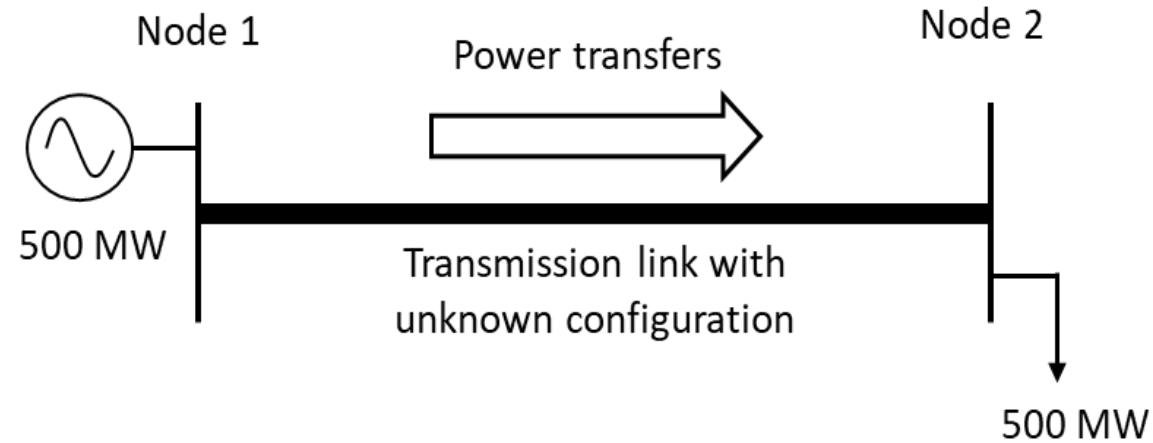 Node 1
Node 2
Power transfers
500 MW
Transmission link with
unknown configuration
500 MW